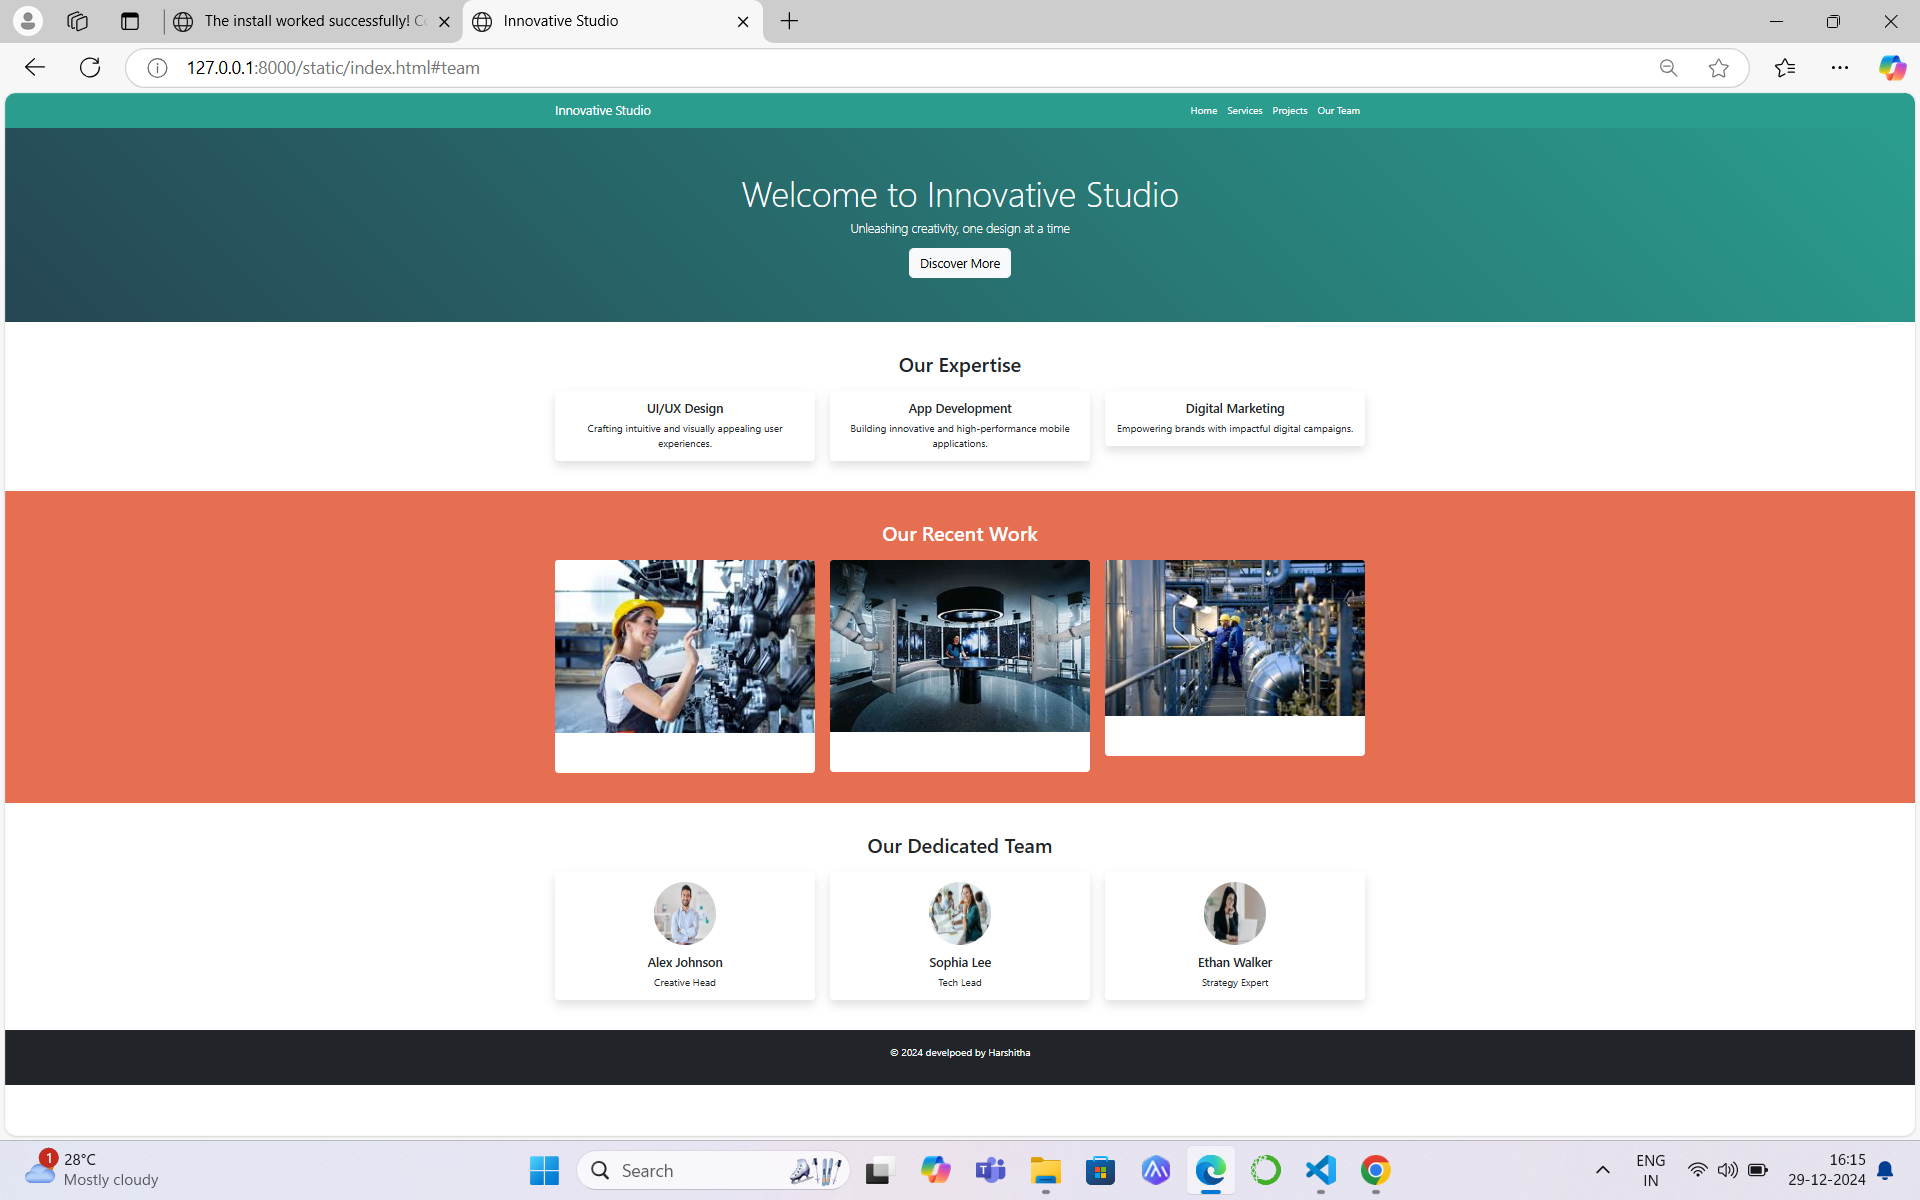 The install worked successfully! Co
Innovative Studio
127.0.0.1:8000/static/index.html#team
Innovative Studio
Home Services Projects Our Team
Welcome to Innovative Studio
Unleashing creativity, one design at a time
Discover More
Our Expertise
UI/UX Design
Crafting intuitive and visually appealing user
experiences.
App Development
Building innovative and high-performance mobile
applications.
Digital Marketing
Empowering brands with impactful digital campaigns.
Our Recent Work
Our Dedicated Team
Alex Johnson
Creative Head
Sophia Lee
Tech Lead
Ethan Walker
Strategy Expert
© 2024 develpoed by Harshitha
1
28°C
Mostly cloudy
Search
ENG
IN
16:15
29-12-2024